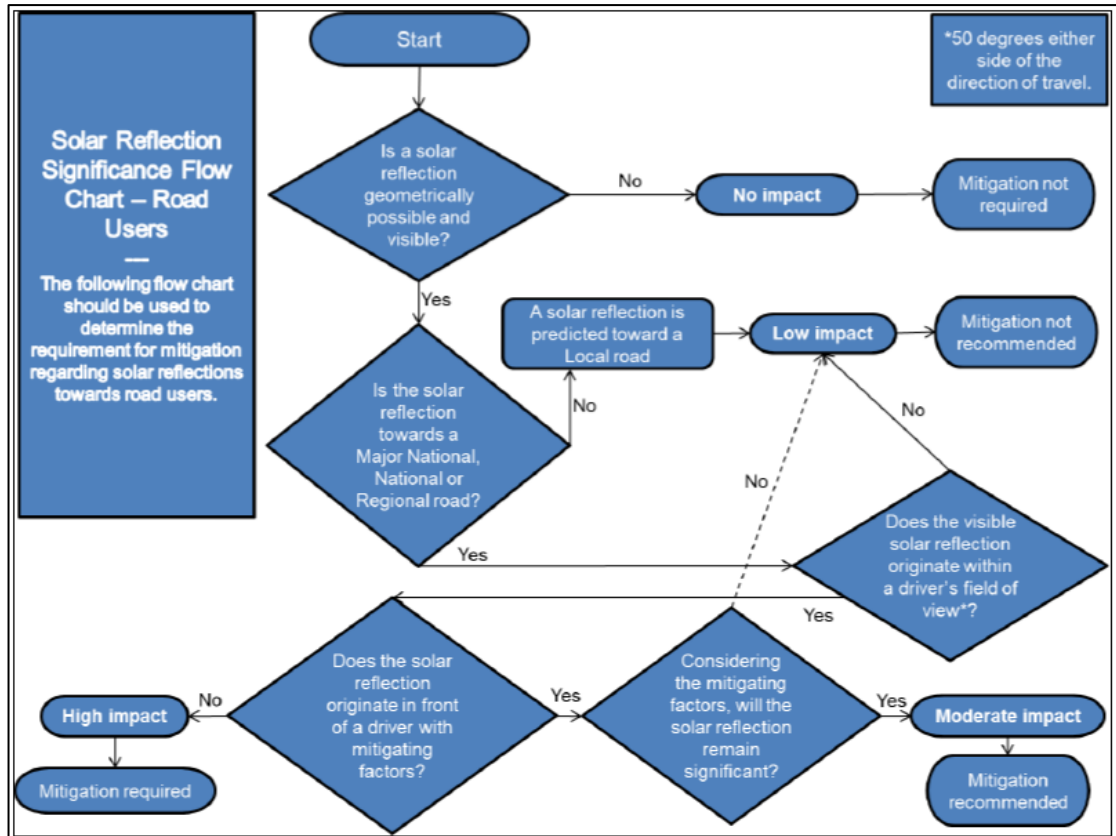 Solar Reflection
Significance Flow
Chart – Road
Users
---
The following flow chart
should be used to
determine the
requirement for mitigation
regarding solar reflections
towards road users.
Start
*50 degrees either
side of the
direction of travel.
Is a solar
reflection
geometrically
possible and
visible?
No
No impact
Mitigation not
required
Yes
Is the solar
reflection
towards a
Major National,
National or
Regional road?
No
A solar reflection is
predicted toward a
Local road
Low impact
Mitigation not
recommended
Yes
Does the visible
solar reflection
originate within
a driver's field of
view*?
No
Yes
Does the solar
reflection
originate in front
of a driver with
mitigating
factors?
No
High impact
Mitigation required
Yes
Considering
the mitigating
factors, will the
solar reflection
remain
significant?
No
Yes
Moderate impact
Mitigation
recommended